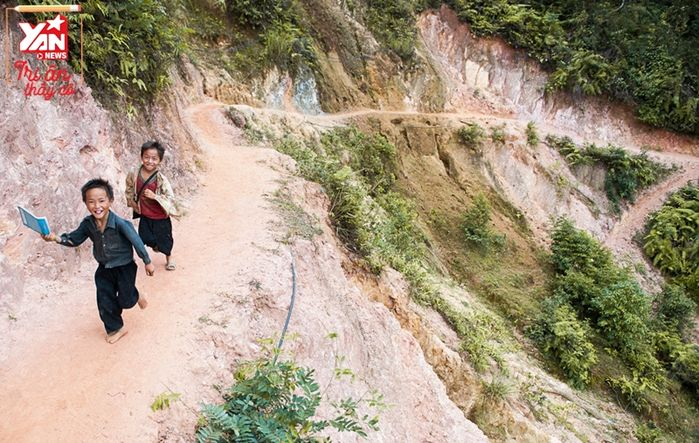 YAN
NEWS
Tri ân
thầy cô